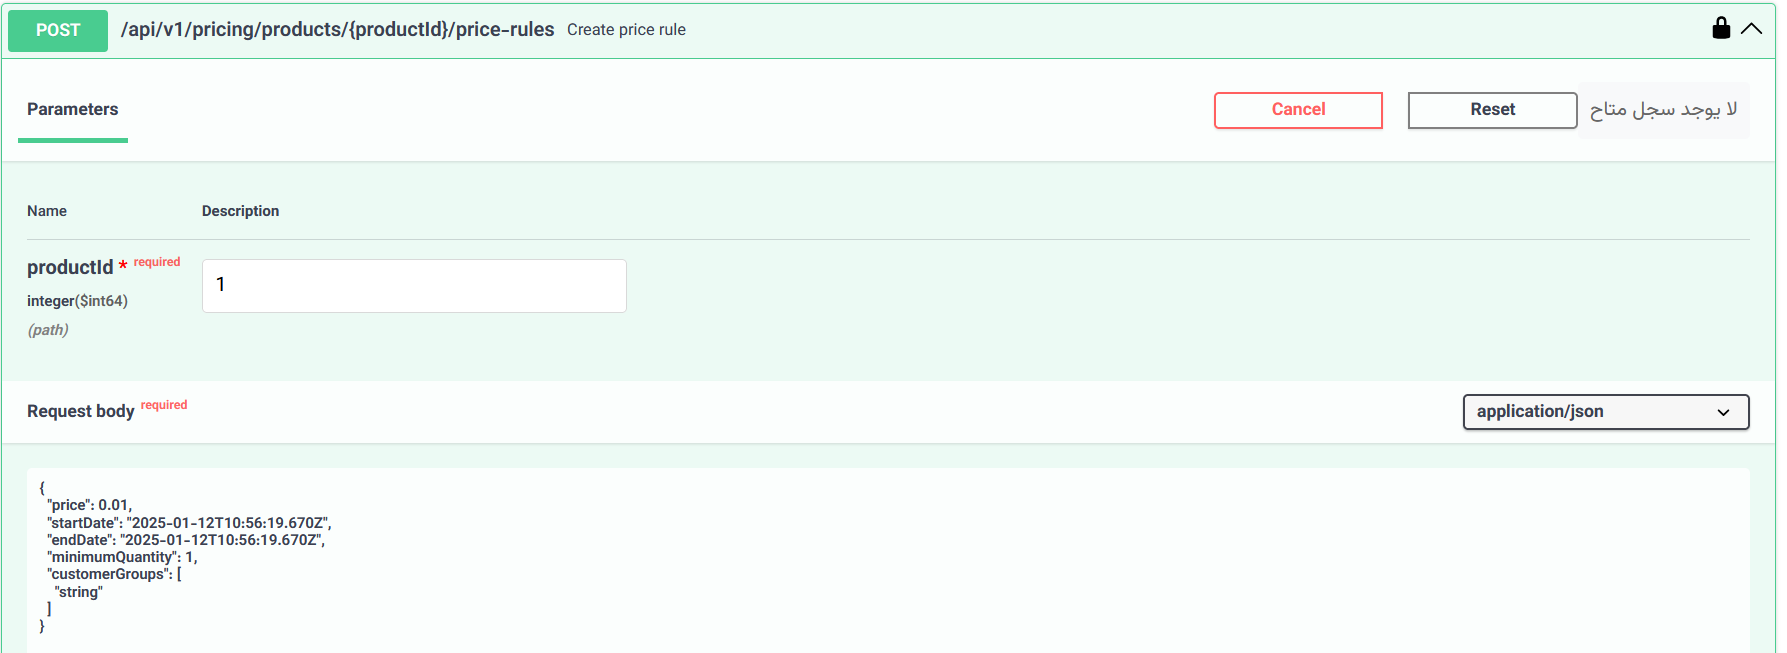 POST /api/v1/pricing/products/{productId}/price-rules Create price rule
Parameters Cancel Reset لا يوجد سجل متاح
Name Description
productId * required 1
integer($int64)
(path)
Request body required application/json
{
"price": 0.01,
"startDate": "2025-01-12T10:56:19.670Z",
"endDate": "2025-01-12T10:56:19.670Z",
"minimumQuantity": 1,
"customerGroups": [
"string"
]
}